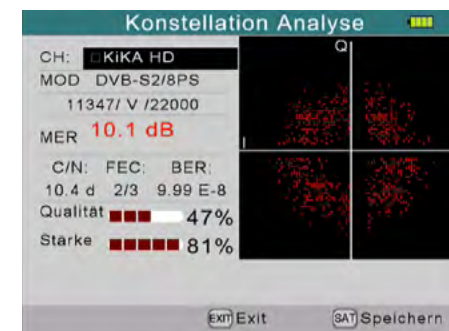 Konstellation Analyse
CH: KiKA HD
MOD DVB-S2/8PS
11347/ V /22000
MER 10.1 dB
C/N: FEC: BER:
10.4 d 2/3 9.99 E-8
Qualität 47%
Stärke 81%
Q
I
EXIT Exit SAT Speichern